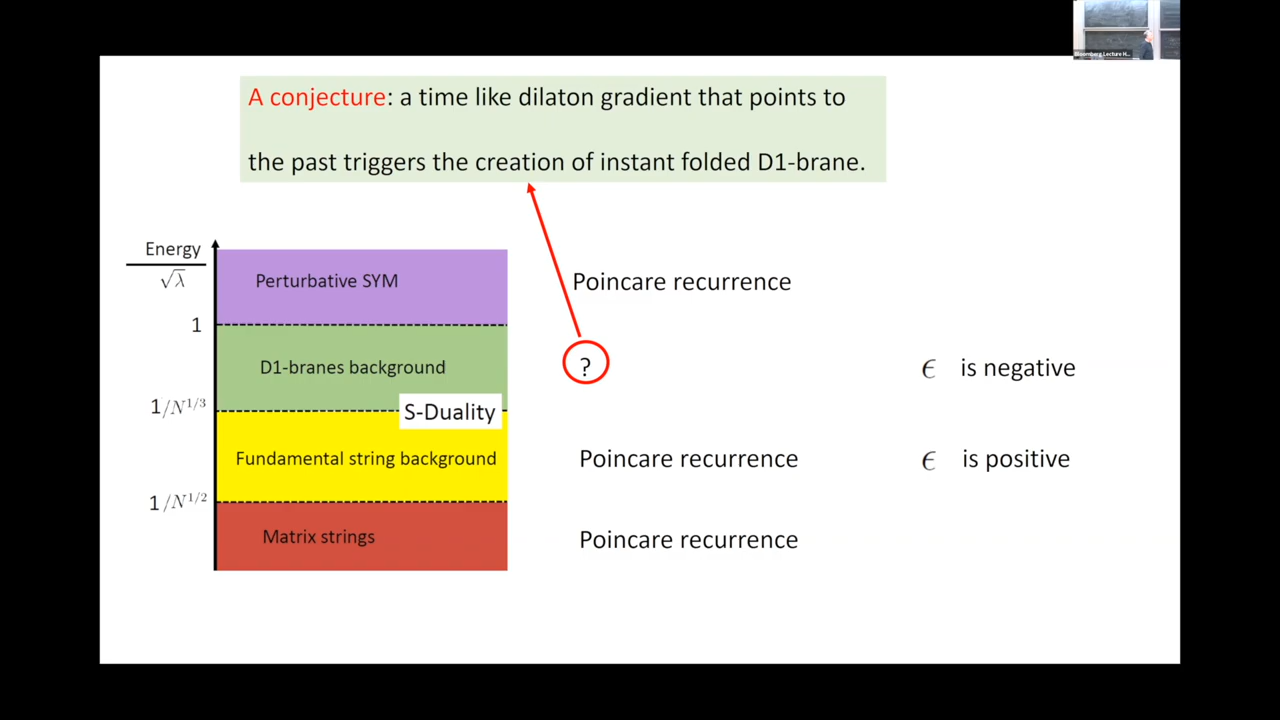 Bloomberg Lecture H...
A conjecture: a time like dilaton gradient that points to
the past triggers the creation of instant folded D1-brane.
Energy
√λ
Perturbative SYM
Poincare recurrence
1
D1-branes background
?
ϵ is negative
1/N^{1/3}
S-Duality
Fundamental string background
Poincare recurrence
ϵ is positive
1/N^{1/2}
Matrix strings
Poincare recurrence